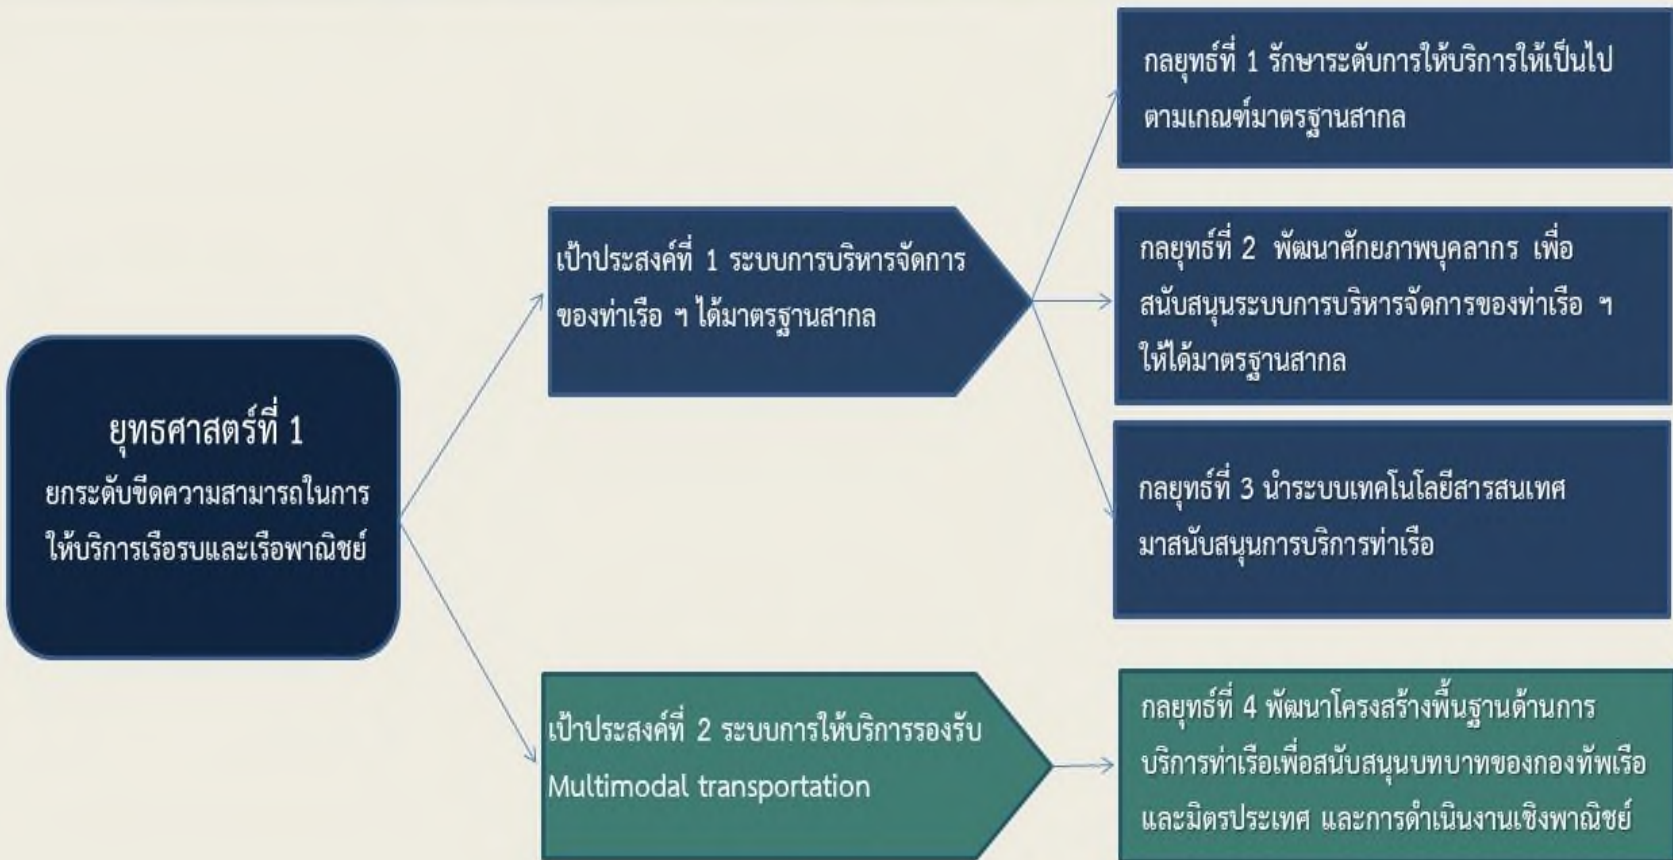 ยุทธศาสตร์ที่ 1
ยกระดับขีดความสามารถในการ
ให้บริการเรือรบและเรือพาณิชย์
เป้าประสงค์ที่ 1 ระบบการบริหารจัดการ
ของท่าเรือ ฯ ได้มาตรฐานสากล
กลยุทธ์ที่ 1 รักษาระดับการให้บริการให้เป็นไป
ตามเกณฑ์มาตรฐานสากล
กลยุทธ์ที่ 2 พัฒนาศักยภาพบุคลากร เพื่อ
สนับสนุนระบบการบริหารจัดการของท่าเรือ ฯ
ให้ได้มาตรฐานสากล
กลยุทธ์ที่ 3 นำระบบเทคโนโลยีสารสนเทศ
มาสนับสนุนการบริการท่าเรือ
เป้าประสงค์ที่ 2 ระบบการให้บริการรองรับ
Multimodal transportation
กลยุทธ์ที่ 4 พัฒนาโครงสร้างพื้นฐานด้านการ
บริการท่าเรือเพื่อสนับสนุนบทบาทของกองทัพเรือ
และมิตรประเทศ และการดำเนินงานเชิงพาณิชย์